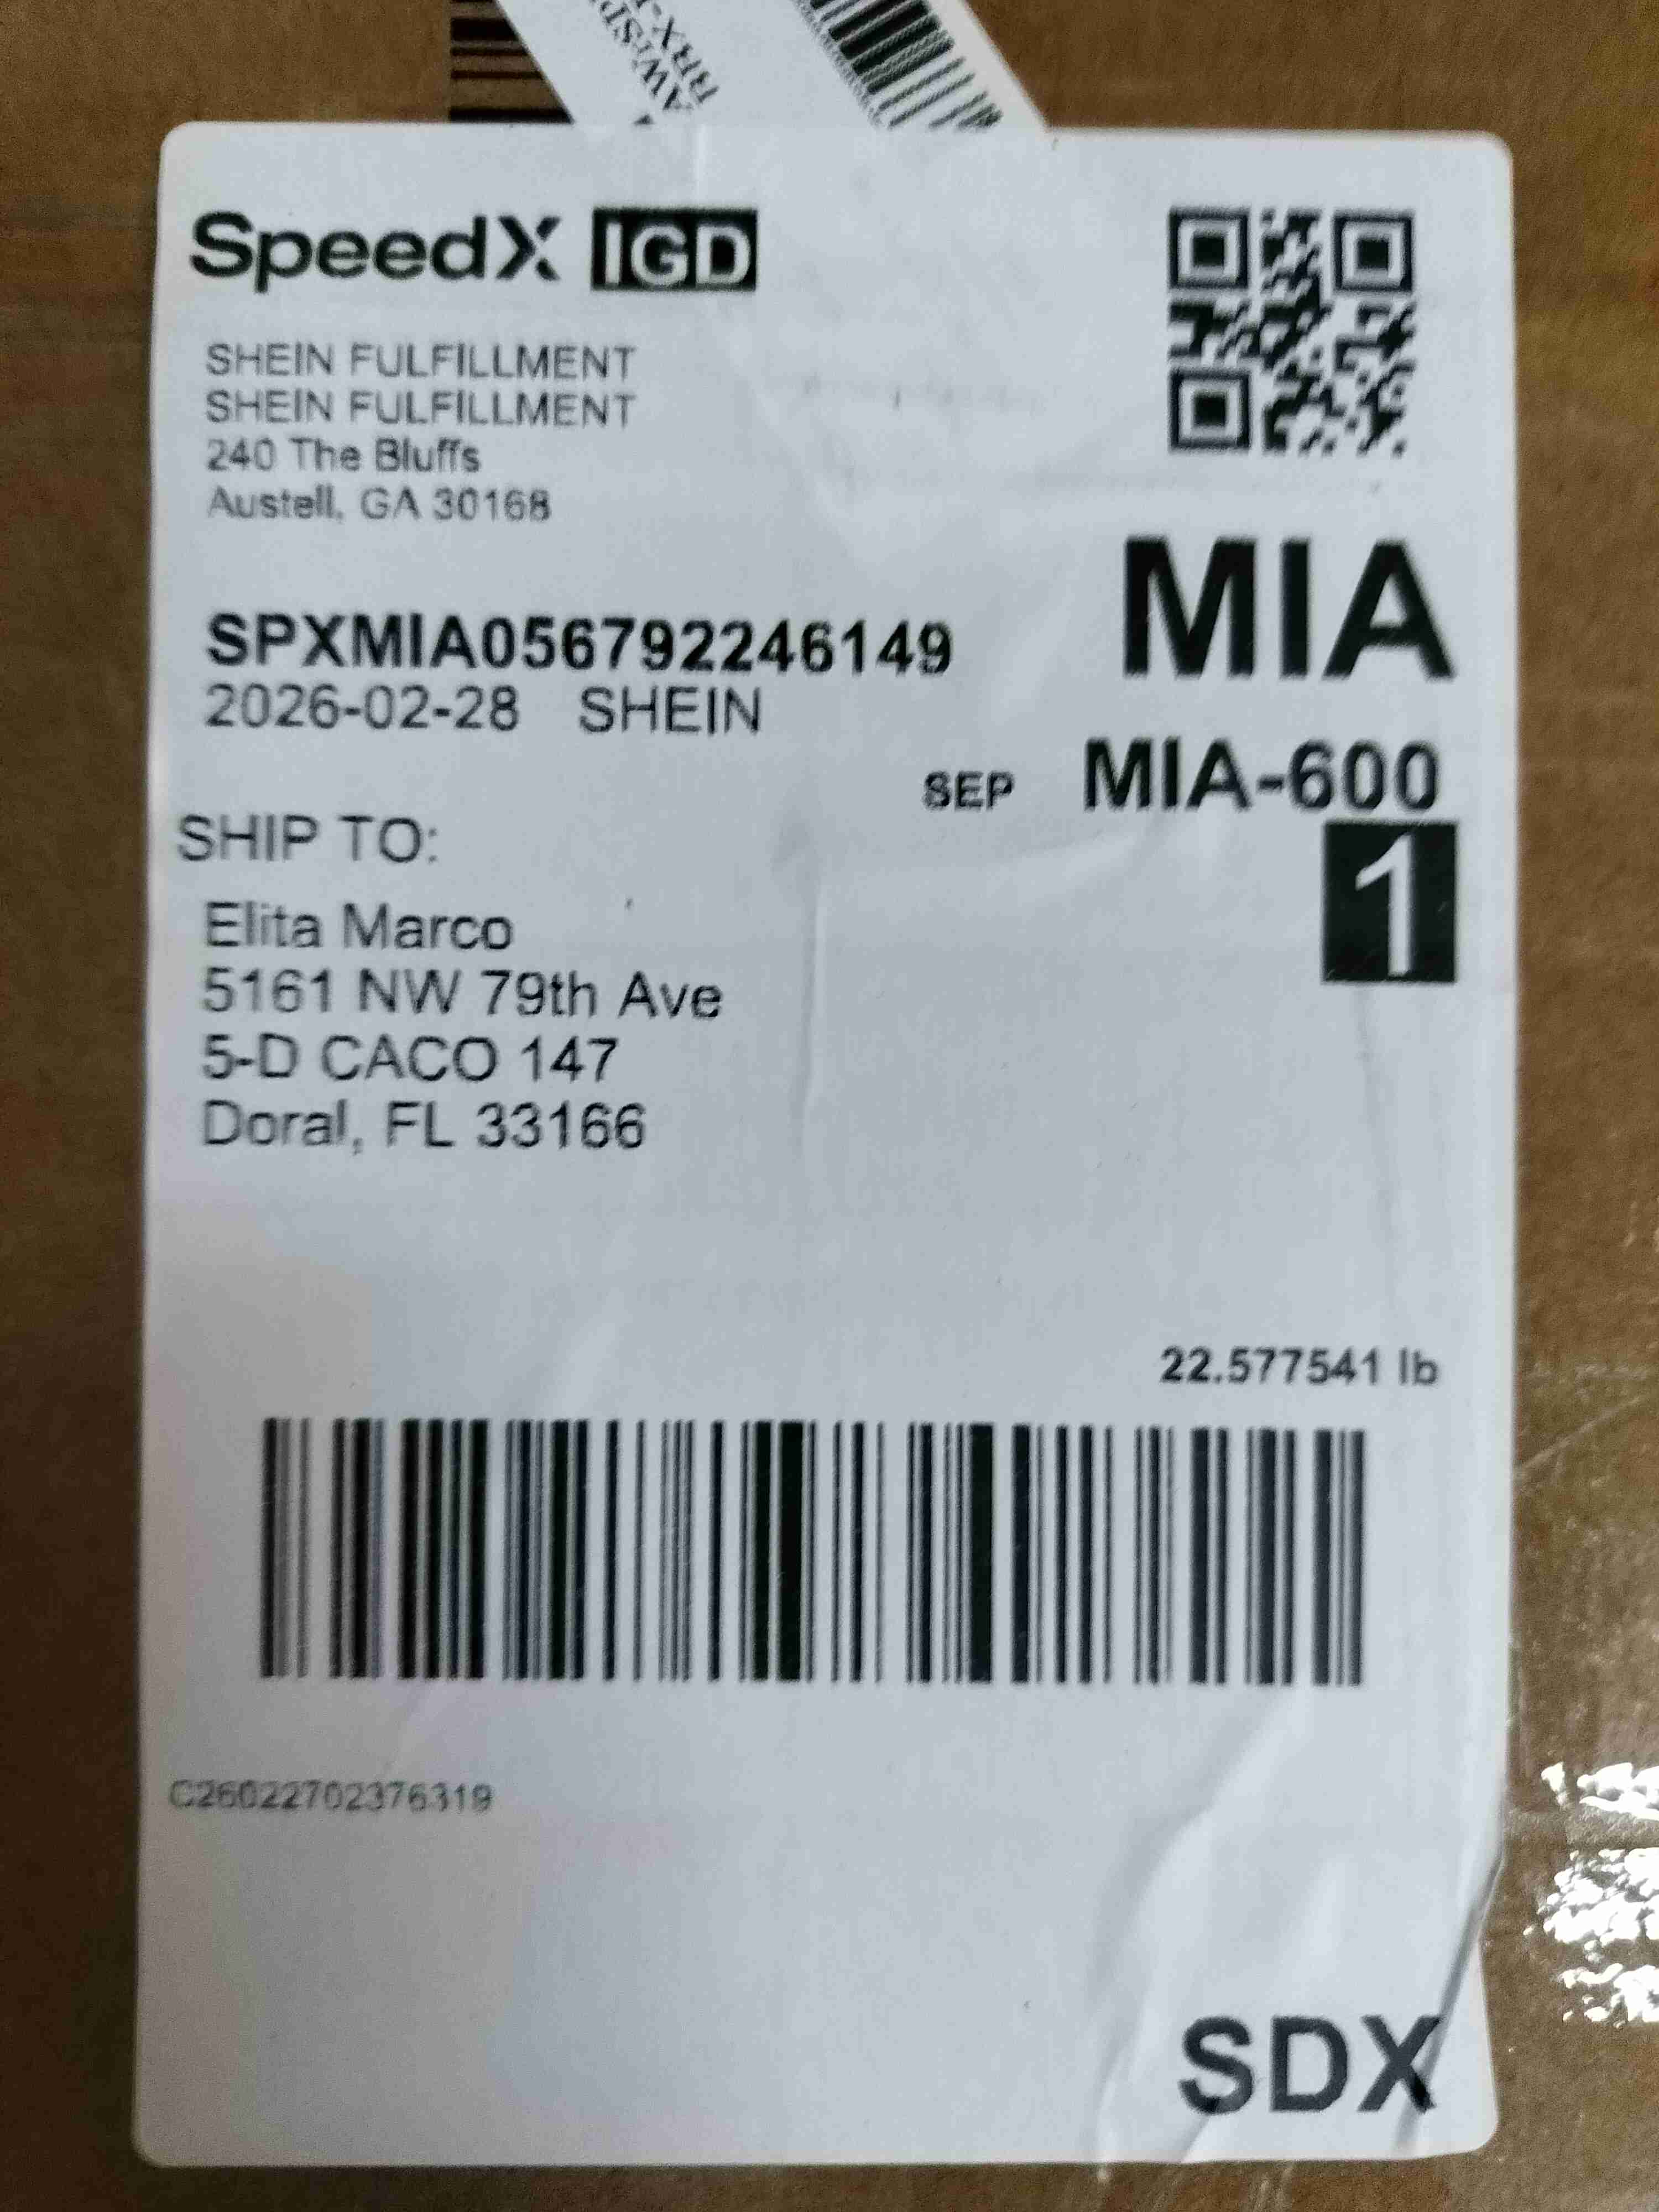 SpeedX IGD
SHEIN FULFILLMENT
SHEIN FULFILLMENT
240 The Bluffs
Austell, GA 30168
MIA
SPXMIA056792246149
2026-02-28 SHEIN
SEP MIA-600
1
SHIP TO:
Elita Marco
5161 NW 79th Ave
5-D CACO 147
Doral, FL 33166
22.577541 lb
C26022702376319
SDX